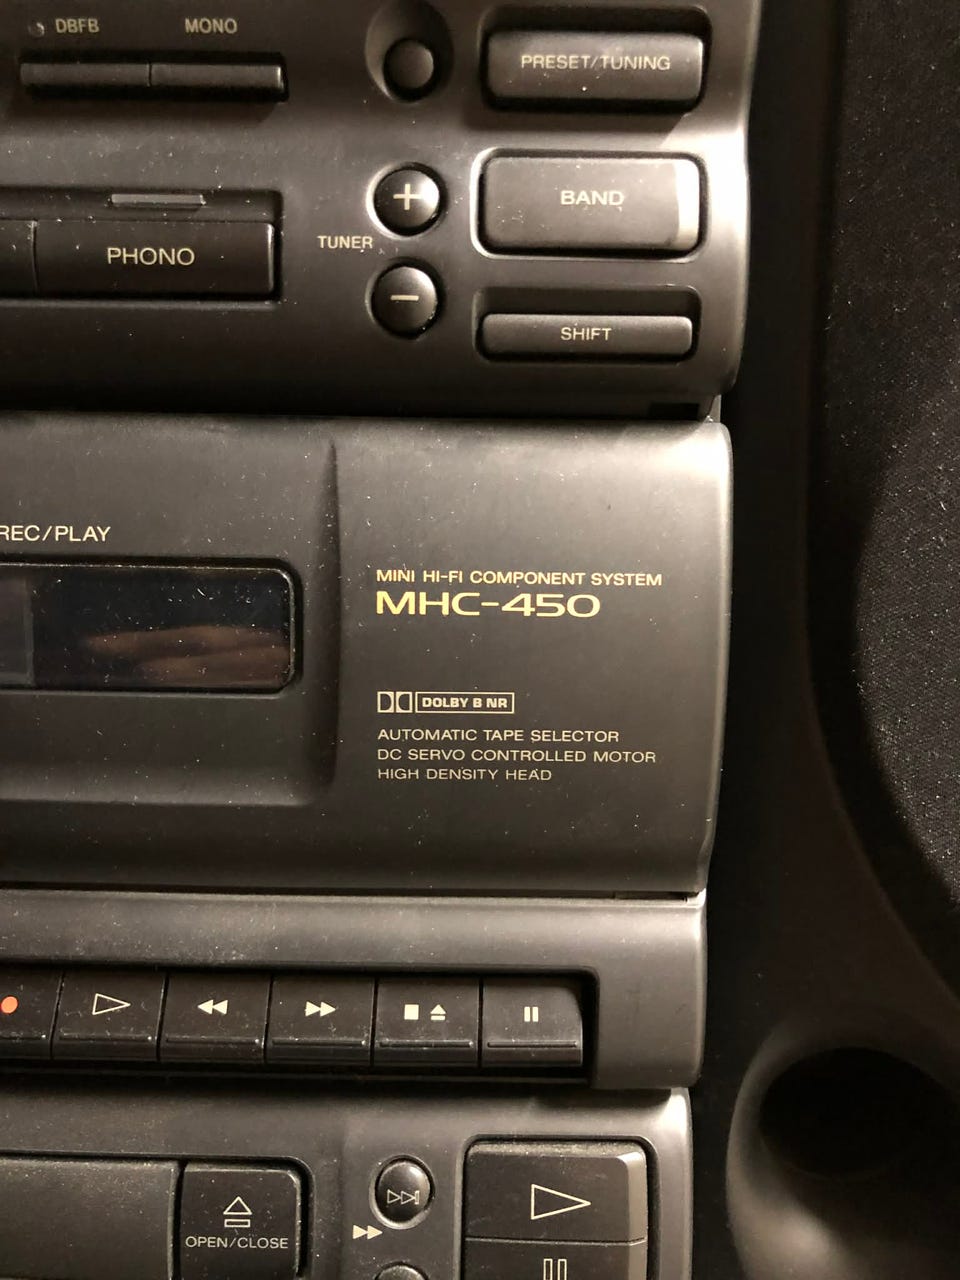 DBFB MONO
PRESET/TUNING
BAND
TUNER
PHONO
SHIFT
REC/PLAY
MINI HI-FI COMPONENT SYSTEM
MHC-450
DOLBY B NR
AUTOMATIC TAPE SELECTOR
DC SERVO CONTROLLED MOTOR
HIGH DENSITY HEAD
OPEN/CLOSE